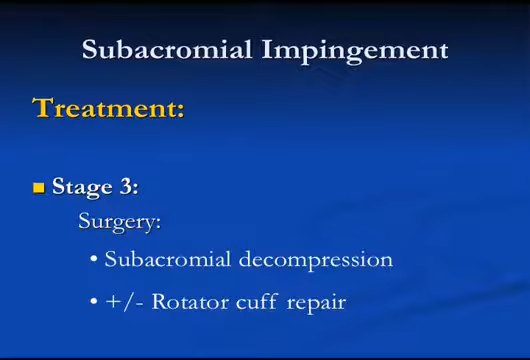 Subacromial Impingement
Treatment:
Stage 3:
Surgery:
• Subacromial decompression
• +/- Rotator cuff repair